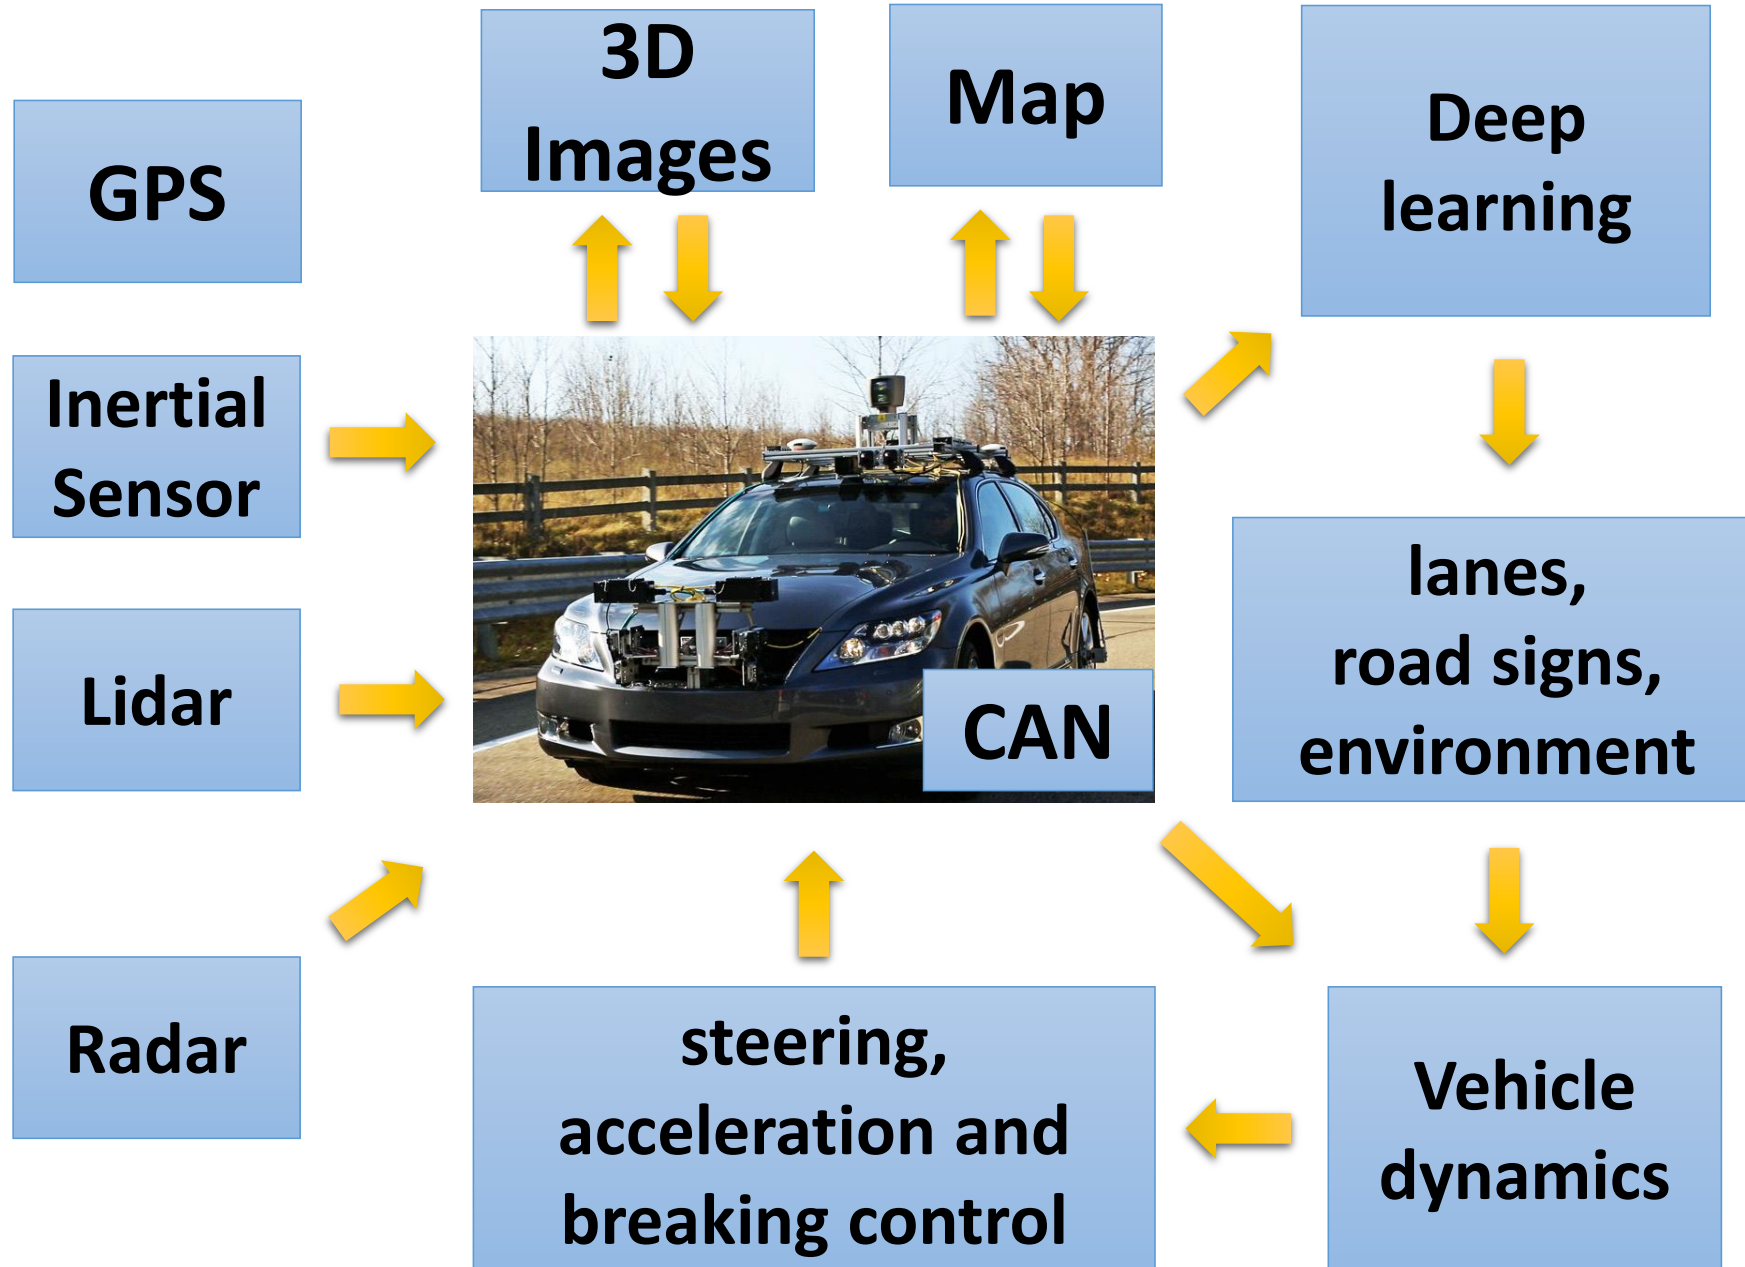 GPS
3D
Images
Map
Deep
learning
Inertial
Sensor
Lidar
Radar
CAN
lanes,
road signs,
environment
steering,
acceleration and
breaking control
Vehicle
dynamics